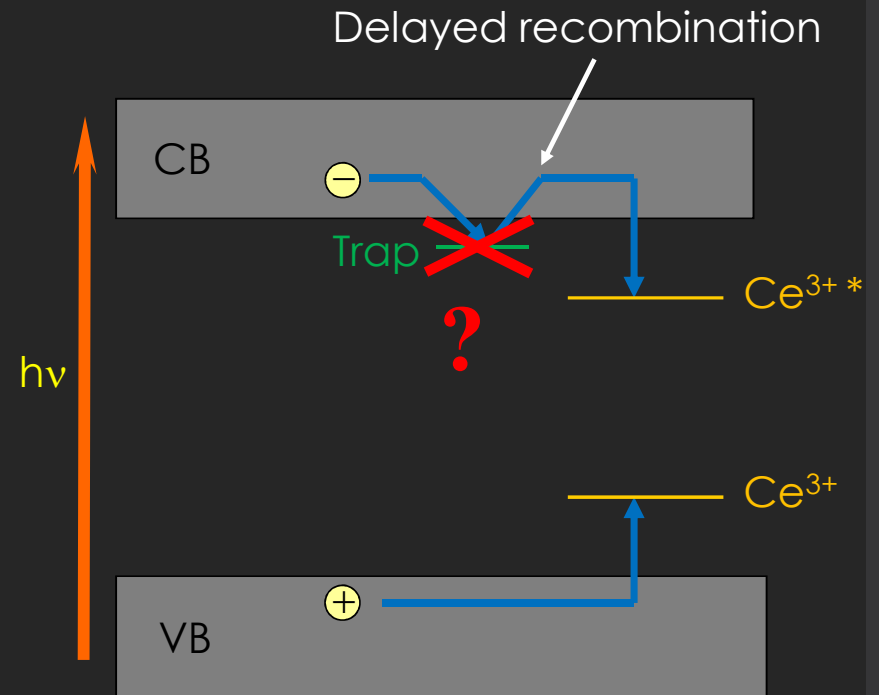 Delayed recombination
CB
−
Trap
Ce³⁺ *
?
hν
Ce³⁺
+
VB